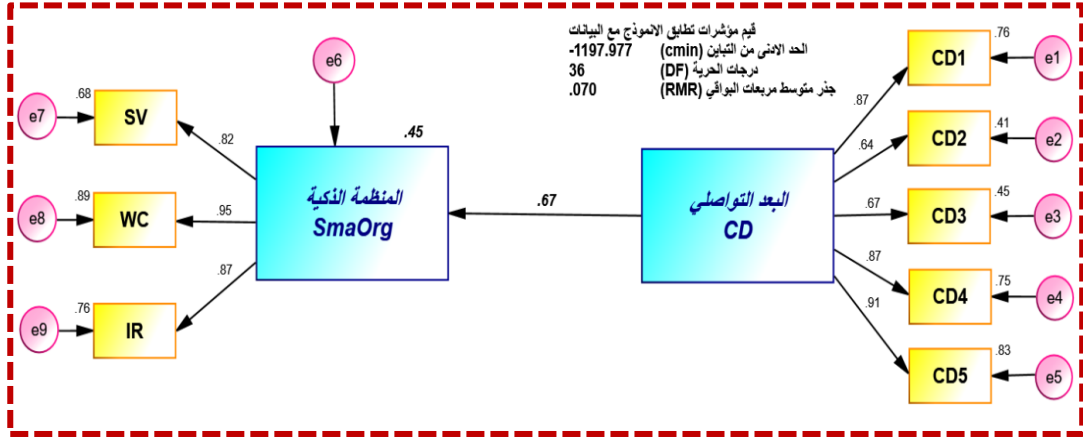 قيم مؤشرات تطابق الانموذج مع البيانات
الحد الادنى من التباين (cmin) -1197.977
درجات الحرية (DF) 36
جذر متوسط مربعات البواقي (RMR) .070
e6
.45
المنظمة الذكية
SmaOrg
.67
البعد التواصلي
CD
e7
.68
SV
.82
e8
.89
WC
.95
e9
.76
IR
.87
.87
CD1
.76
e1
.64
CD2
.41
e2
.67
CD3
.45
e3
.87
CD4
.75
e4
.91
CD5
.83
e5